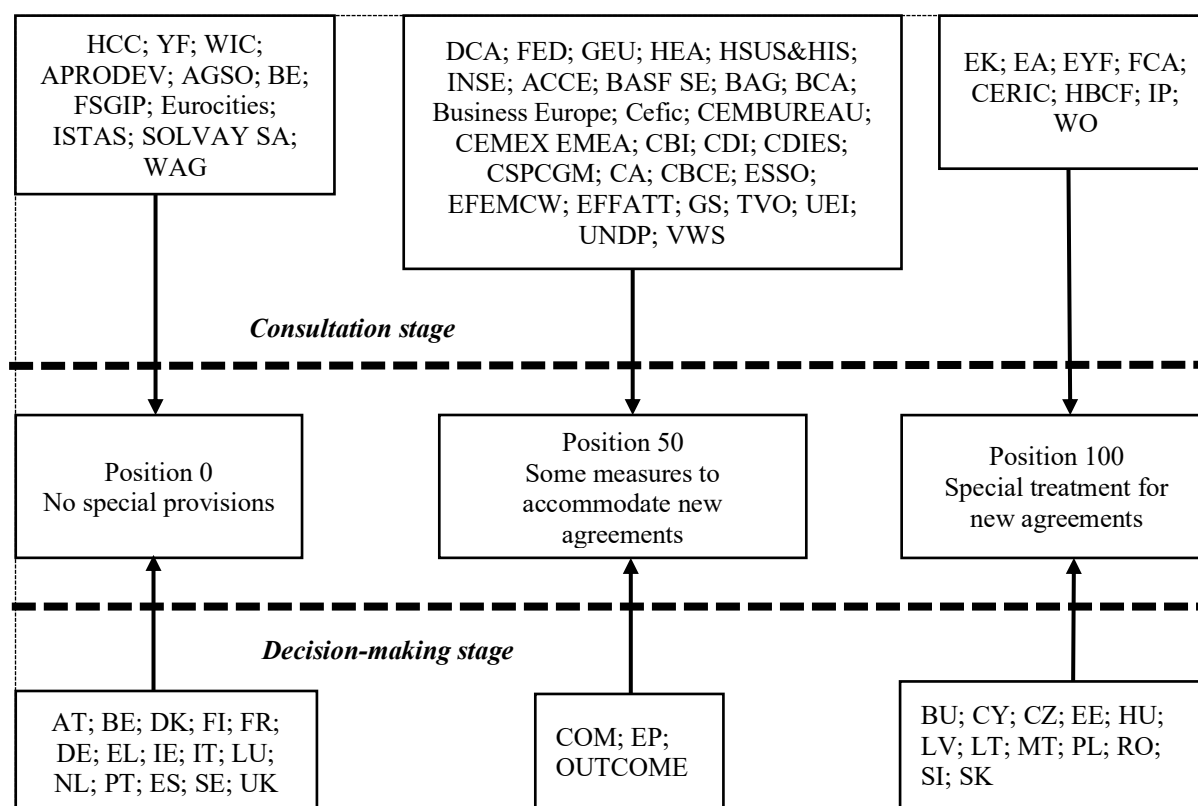 HCC; YF; WIC;
APRODEV; AGSO; BE;
FSGIP; Eurocities;
ISTAS; SOLVAY SA;
WAG
DCA; FED; GEU; HEA; HSUS&HIS;
INSE; ACCE; BASF SE; BAG; BCA;
Business Europe; Cefic; CEMBUREAU;
CEMEX EMEA; CBI; CDI; CDIES;
CSPCGM; CA; CBCE; ESSO;
EFEMCW; EFFATT; GS; TVO; UEI;
UNDP; VWS
EK; EA; EYF; FCA;
CERIC; HBCF; IP;
WO
Consultation stage
Position 0
No special provisions
Position 50
Some measures to
accommodate new
agreements
Position 100
Special treatment for
new agreements
Decision-making stage
AT; BE; DK; FI; FR;
DE; EL; IE; IT; LU;
NL; PT; ES; SE; UK
COM; EP;
OUTCOME
BU; CY; CZ; EE; HU;
LV; LT; MT; PL; RO;
SI; SK